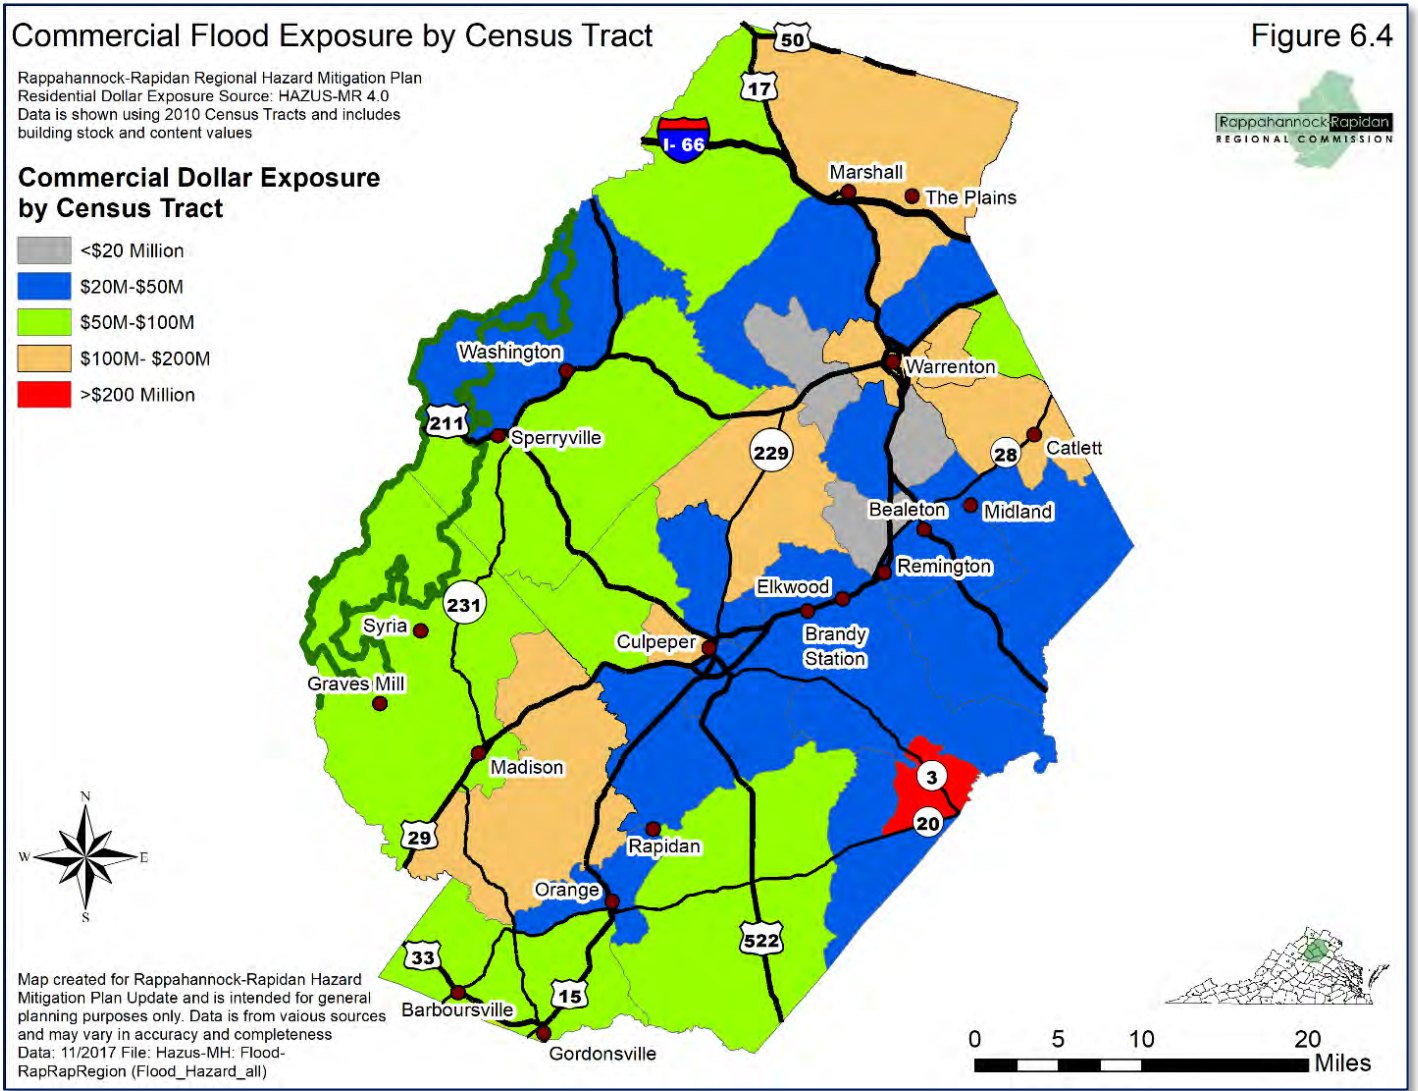 Commercial Flood Exposure by Census Tract
Figure 6.4
Rappahannock-Rapidan Regional Hazard Mitigation Plan
Residential Dollar Exposure Source: HAZUS-MR 4.0
Data is shown using 2010 Census Tracts and includes
building stock and content values
Rappahannock-Rapidan
REGIONAL COMMISSION
Commercial Dollar Exposure
by Census Tract
<$20 Million
$20M-$50M
$50M-$100M
$100M- $200M
>$200 Million
50
17
I- 66
Marshall
The Plains
Washington
Warrenton
211
Sperryville
229
28
Catlett
Bealeton
Midland
Remington
Elkwood
231
Syria
Culpeper
Brandy
Station
Graves Mill
Madison
3
20
29
Rapidan
Orange
522
33
15
Barboursville
Gordonsville
N
W
E
S
Map created for Rappahannock-Rapidan Hazard
Mitigation Plan Update and is intended for general
planning purposes only. Data is from vaious sources
and may vary in accuracy and completeness
Data: 11/2017 File: Hazus-MH: Flood-
RapRapRegion (Flood_Hazard_all)
0 5 10 20
Miles